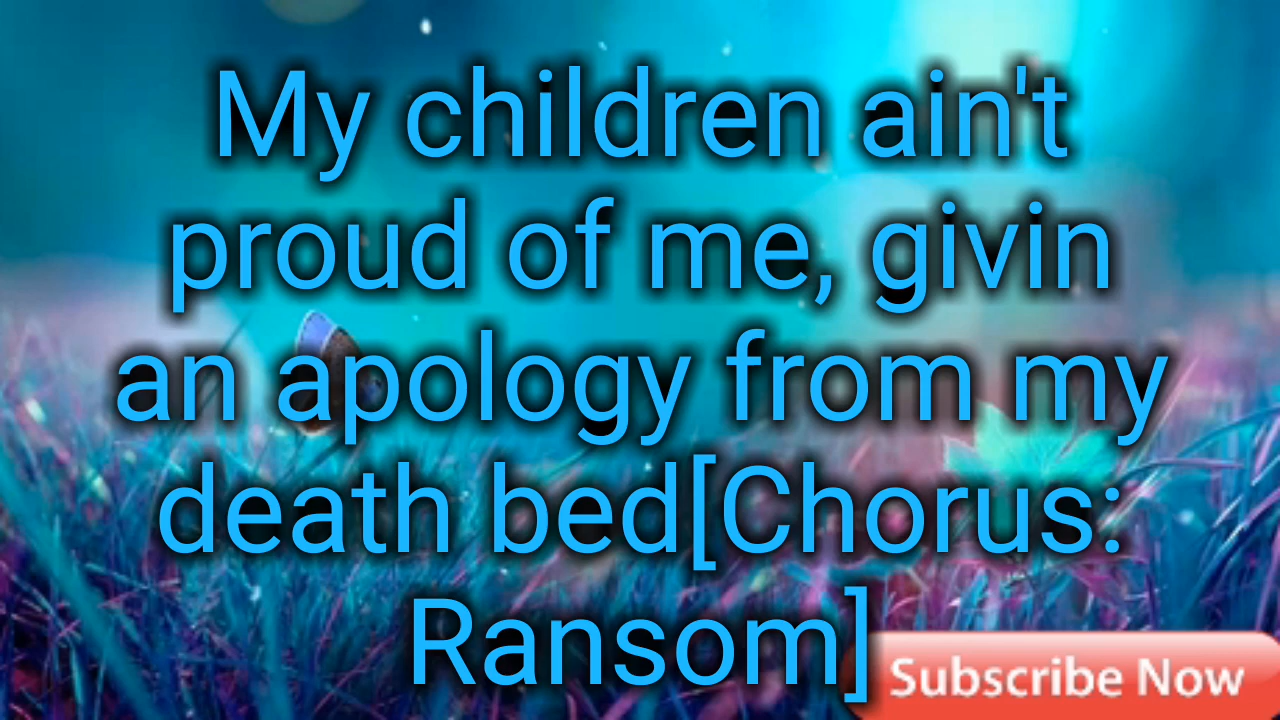 My children ain't
proud of me, givin
an apology from my
death bed[Chorus:
Ransom]
Subscribe Now